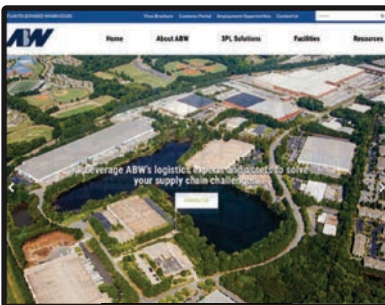 ATLANTA BONDED WAREHOUSE
View Brochure Customer Portal Employment Opportunities Contact Us
ABW
Home About ABW 3PL Solutions Facilities Resources
Leverage ABW's logistics expertise and assets to solve
your supply chain challenges